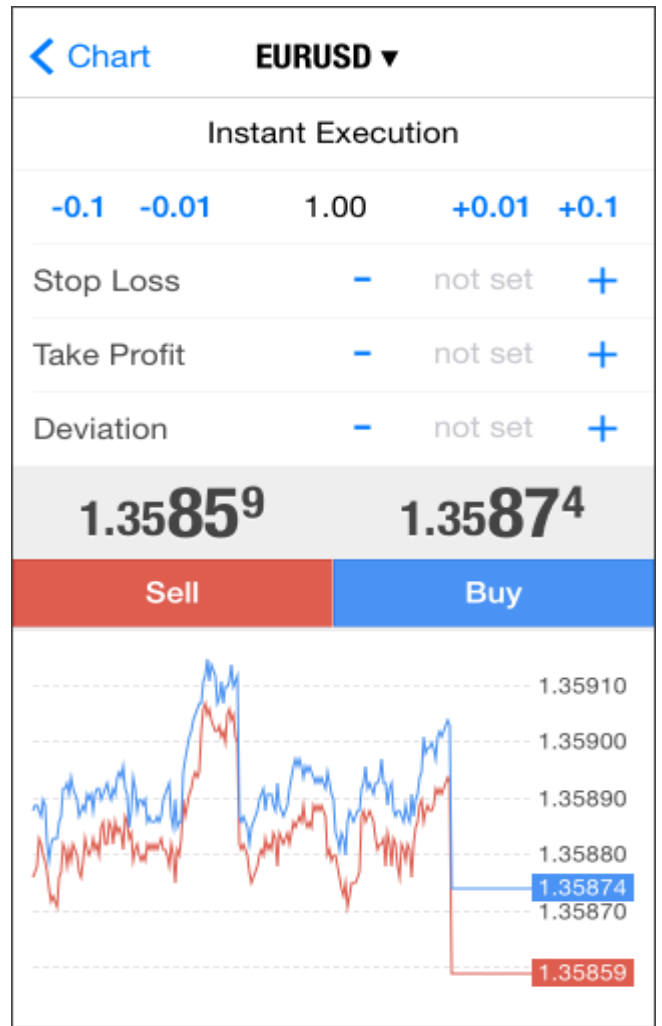 Chart EURUSD ▾
Instant Execution
-0.1 -0.01 1.00 +0.01 +0.1
Stop Loss - not set +
Take Profit - not set +
Deviation - not set +
1.35859 1.35874
Sell Buy
1.35910
1.35900
1.35890
1.35880
1.35874
1.35870
1.35859